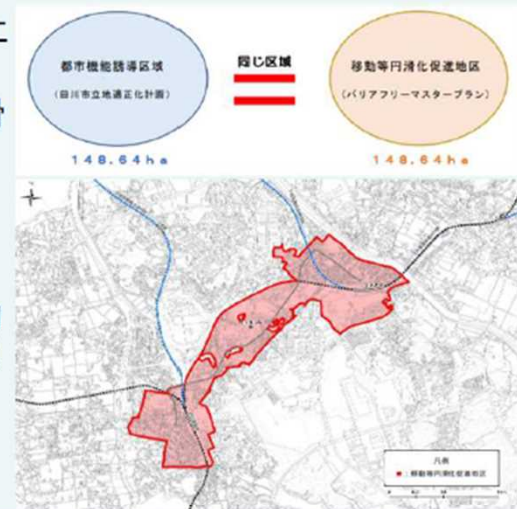 都市機能誘導区域
(田川市立地適正化計画)
148.64ha
同じ区域
移動等円滑化促進地区
(バリアフリーマスタープラン)
148.64ha
凡例
:移動等円滑化促進地区